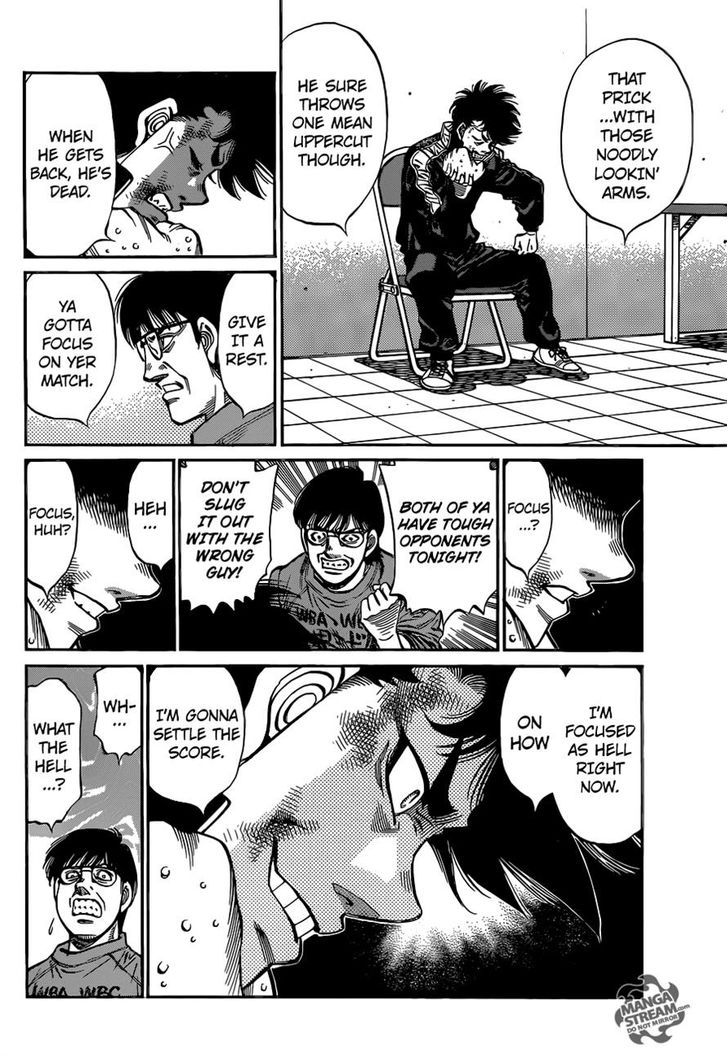 THAT
PRICK
...WITH
THOSE
NOODLY
LOOKIN'
ARMS.
HE SURE
THROWS
ONE MEAN
UPPERCUT
THOUGH.
WHEN
HE GETS
BACK, HE'S
DEAD.
GIVE
IT A
REST.
YA
GOTTA
FOCUS
ON YER
MATCH.
FOCUS
...?
BOTH OF YA
HAVE TOUGH
OPPONENTS
TONIGHT!
DON'T
SLUG
IT OUT
WITH THE
WRONG
GUY!
WBA WB
HEH
...
FOCUS,
HUH?
I'M
FOCUSED
AS HELL
RIGHT
NOW.
ON
HOW
I'M GONNA
SETTLE
THE
SCORE.
WH-
...
WHAT
THE
HELL
...?
WBA WBC
MANGA
STREAM.com
DO NOT MIRROR